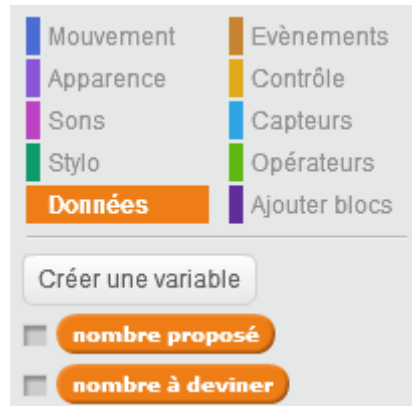 Mouvement
Evènements
Apparence
Contrôle
Sons
Capteurs
Stylo
Opérateurs
Données
Ajouter blocs
Créer une variable
nombre proposé
nombre à deviner